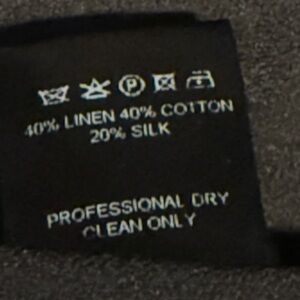 P
40% LINEN 40% COTTON
20% SILK
PROFESSIONAL DRY
CLEAN ONLY